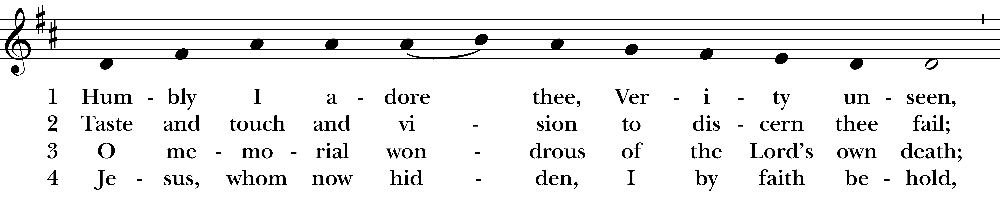 1 Hum - bly I a - dore thee, Ver - i - ty un - seen,
2 Taste and touch and vi - sion to dis - cern thee fail;
3 O me - mo - rial won - drous of the Lord’s own death;
4 Je - sus, whom now hid - den, I by faith be - hold,